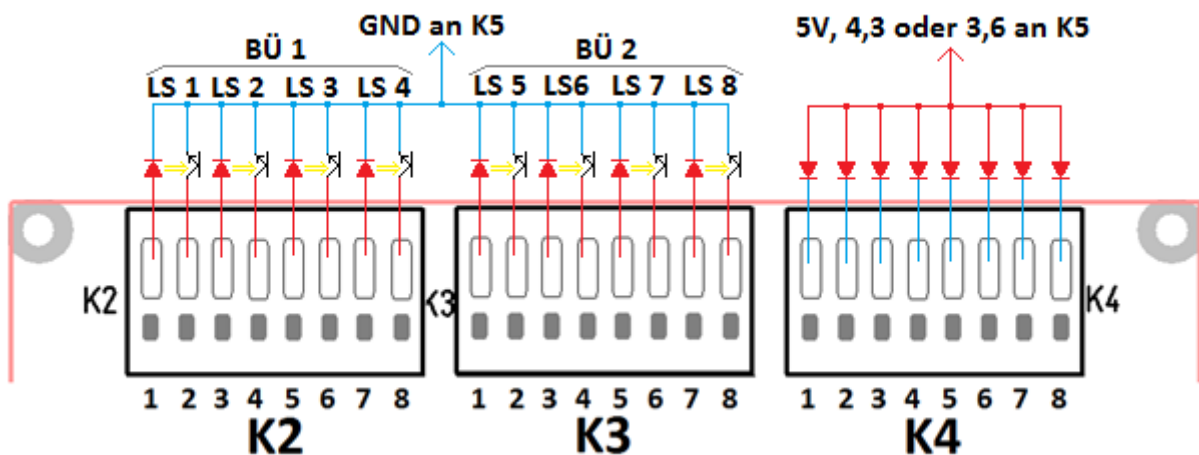 GND an K5
5V, 4,3 oder 3,6 an K5
BÜ 1
BÜ 2
LS 1 LS 2 LS 3 LS 4
LS 5 LS6 LS 7 LS 8
K2
K3
K4
1 2 3 4 5 6 7 8
1 2 3 4 5 6 7 8
1 2 3 4 5 6 7 8
K2
K3
K4